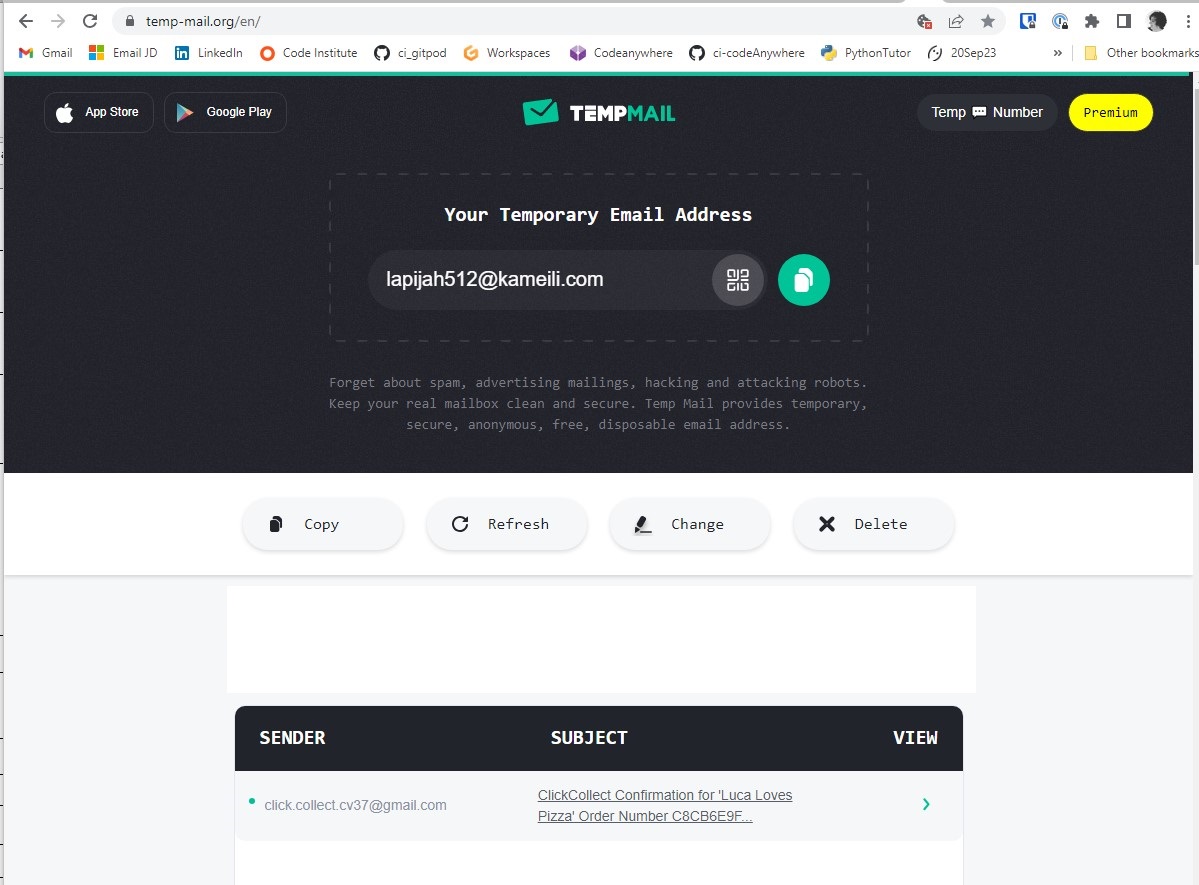 temp-mail.org/en/
Gmail Email JD LinkedIn Code Institute ci_gitpod Workspaces Codeanywhere ci-codeAnywhere PythonTutor 20Sep23 » Other bookmarks
App Store Google Play TEMPMAIL Temp Number Premium
Your Temporary Email Address
lapijah512@kameili.com
Forget about spam, advertising mailings, hacking and attacking robots.
Keep your real mailbox clean and secure. Temp Mail provides temporary,
secure, anonymous, free, disposable email address.
Copy Refresh Change Delete
SENDER SUBJECT VIEW
click.collect.cv37@gmail.com
ClickCollect Confirmation for 'Luca Loves
Pizza' Order Number C8CB6E9F...